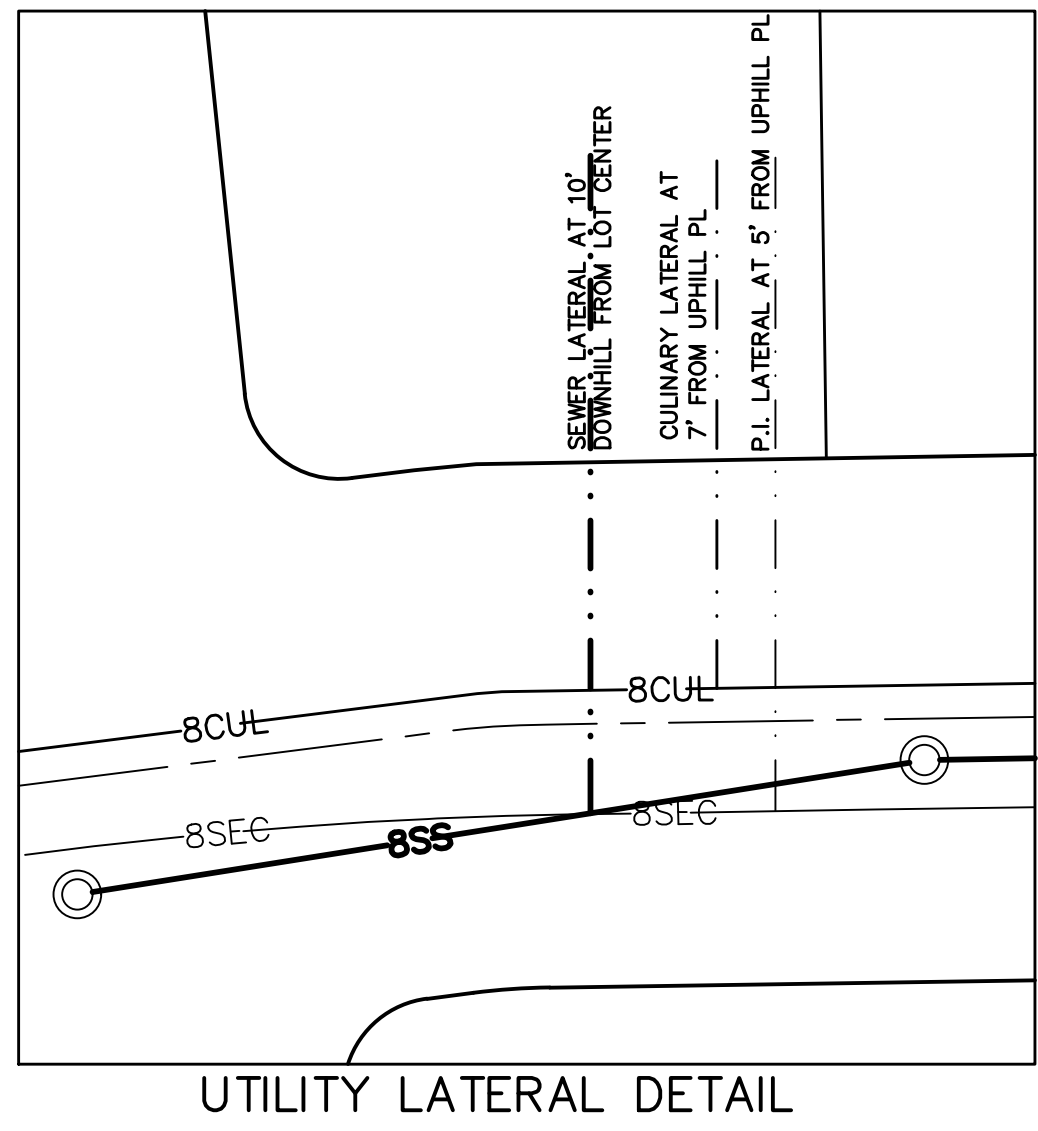 SEWER LATERAL AT 10'
DOWNHILL FROM LOT CENTER
CULINARY LATERAL AT
7' FROM UPHILL PL
P.I. LATERAL AT 5' FROM UPHILL PL
8CUL
8CUL
8SEC
8SEC
8SS
UTILITY LATERAL DETAIL